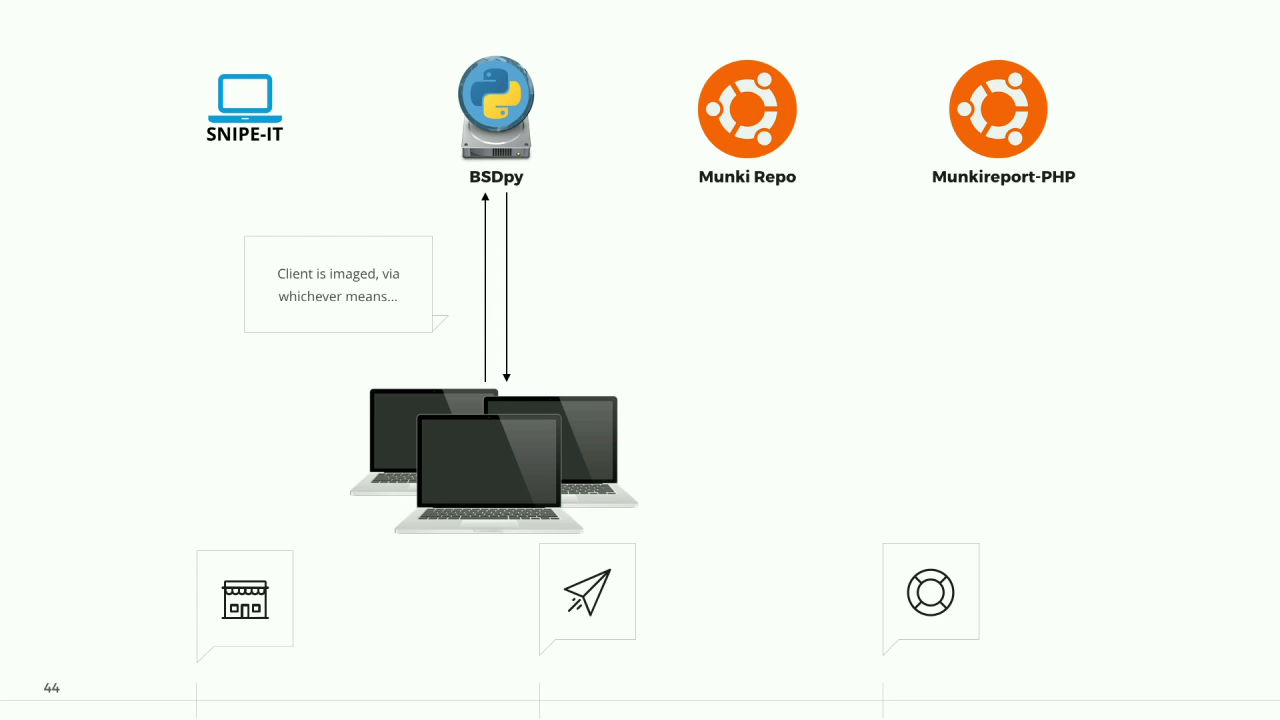 SNIPE-IT
BSDpy
Munki Repo
Munkireport-PHP
Client is imaged, via
whichever means...
44